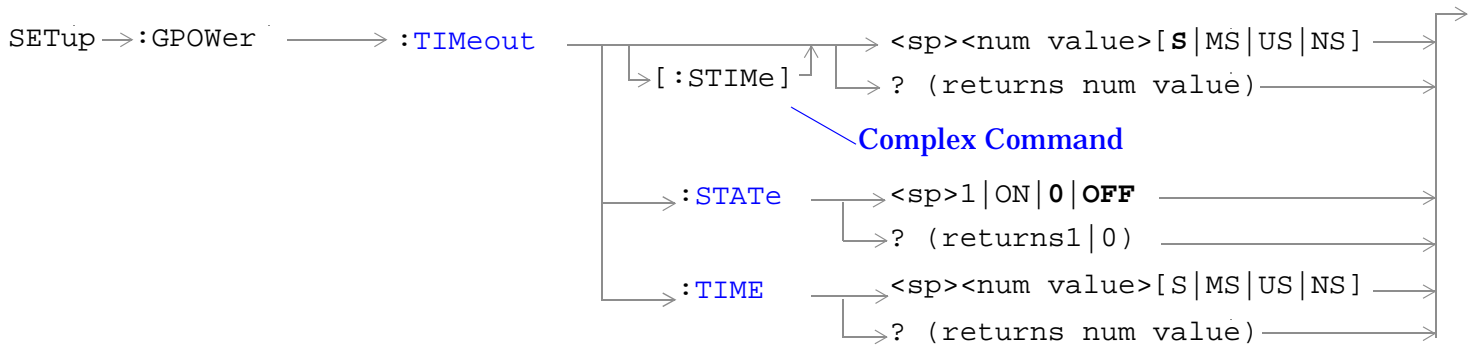 SETup :GPOWer :TIMeout <sp><num value>[S|MS|US|NS]
[:STIMe] ? (returns num value)
Complex Command
:STATe <sp>1|ON|0|OFF
? (returns1|0)
:TIME <sp><num value>[S|MS|US|NS]
? (returns num value)